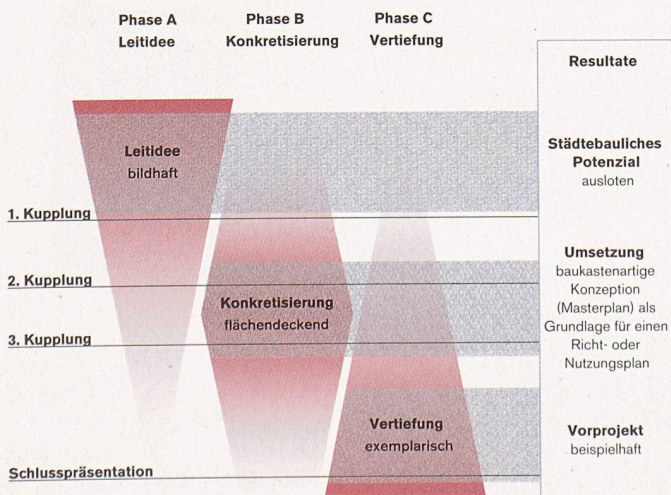 Phase A
Leitidee
Phase B
Konkretisierung
Phase C
Vertiefung
Resultate
Leitidee
bildhaft
Städtebauliches
Potenzial
ausloten
1. Kupplung
2. Kupplung
Konkretisierung
flächendeckend
3. Kupplung
Umsetzung
baukastenartige
Konzeption
(Masterplan) als
Grundlage für einen
Richt- oder
Nutzungsplan
Vertiefung
exemplarisch
Vorprojekt
beispielhaft
Schlusspräsentation